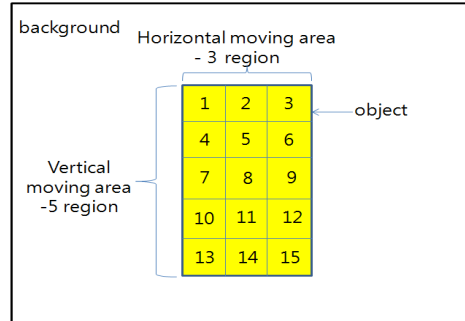 background
Horizontal moving area
- 3 region
1 2 3
object
4 5 6
Vertical
moving area
-5 region
7 8 9
10 11 12
13 14 15